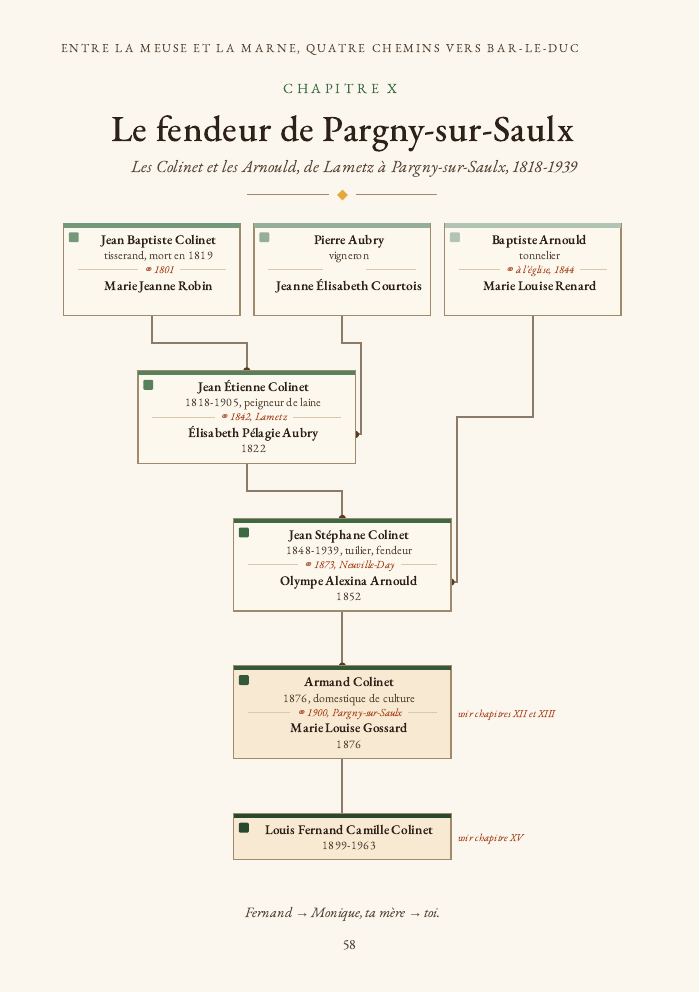 ENTRE LA MEUSE ET LA MARNE, QUATRE CHEMINS VERS BAR-LE-DUC
CHAPITRE X
Le fendeur de Pargny-sur-Saulx
Les Colinet et les Arnould, de Lametz à Pargny-sur-Saulx, 1818-1939
Jean Baptiste Colinet
tisserand, mort en 1819
⚭ 1801
Marie Jeanne Robin
Pierre Aubry
vigneron
Jeanne Élisabeth Courtois
Baptiste Arnould
tonnelier
⚭ à l'église, 1844
Marie Louise Renard
Jean Étienne Colinet
1818-1905, peigneur de laine
⚭ 1842, Lametz
Élisabeth Pélagie Aubry
1822
Jean Stéphane Colinet
1848-1939, tuilier, fendeur
⚭ 1873, Neuville-Day
Olympe Alexina Arnould
1852
Armand Colinet
1876, domestique de culture
⚭ 1900, Pargny-sur-Saulx
Marie Louise Gossard
1876
voir chapitres XII et XIII
Louis Fernand Camille Colinet
1899-1963
voir chapitre XV
Fernand → Monique, ta mère → toi.
58